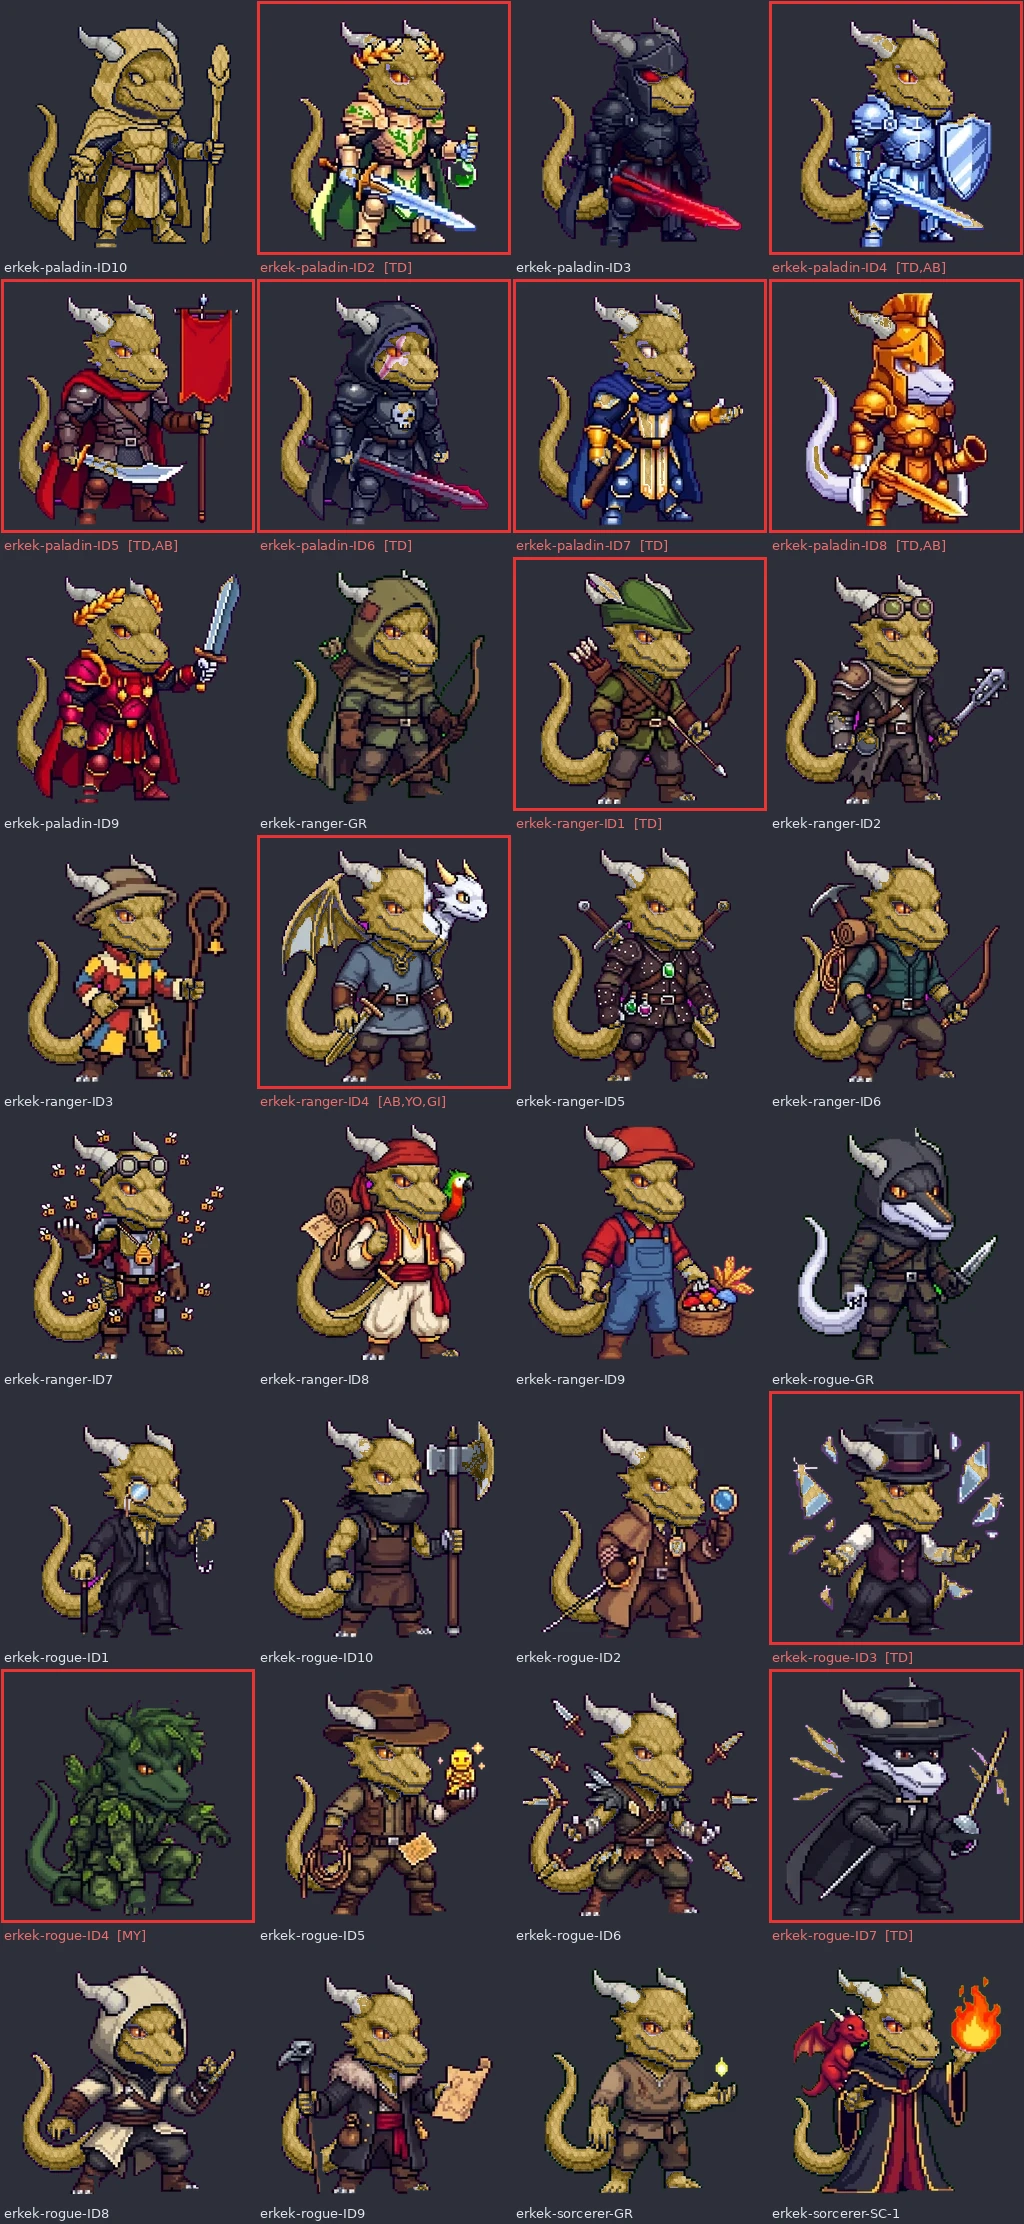 erkek-paladin-ID10
erkek-paladin-ID2 [TD]
erkek-paladin-ID3
erkek-paladin-ID4 [TD,AB]
erkek-paladin-ID5 [TD,AB]
erkek-paladin-ID6 [TD]
erkek-paladin-ID7 [TD]
erkek-paladin-ID8 [TD,AB]
erkek-paladin-ID9
erkek-ranger-GR
erkek-ranger-ID1 [TD]
erkek-ranger-ID2
erkek-ranger-ID3
erkek-ranger-ID4 [AB,YO,GI]
erkek-ranger-ID5
erkek-ranger-ID6
erkek-ranger-ID7
erkek-ranger-ID8
erkek-ranger-ID9
erkek-rogue-GR
erkek-rogue-ID1
erkek-rogue-ID10
erkek-rogue-ID2
erkek-rogue-ID3 [TD]
erkek-rogue-ID4 [MY]
erkek-rogue-ID5
erkek-rogue-ID6
erkek-rogue-ID7 [TD]
erkek-rogue-ID8
erkek-rogue-ID9
erkek-sorcerer-GR
erkek-sorcerer-SC-1